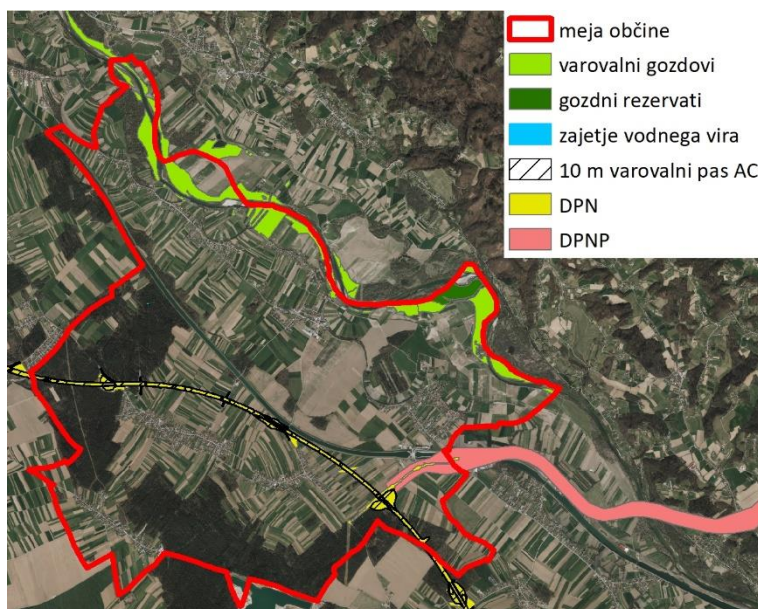 meja občine
varovalni gozdovi
gozdni rezervati
zajetje vodnega vira
10 m varovalni pas AC
DPN
DPNP